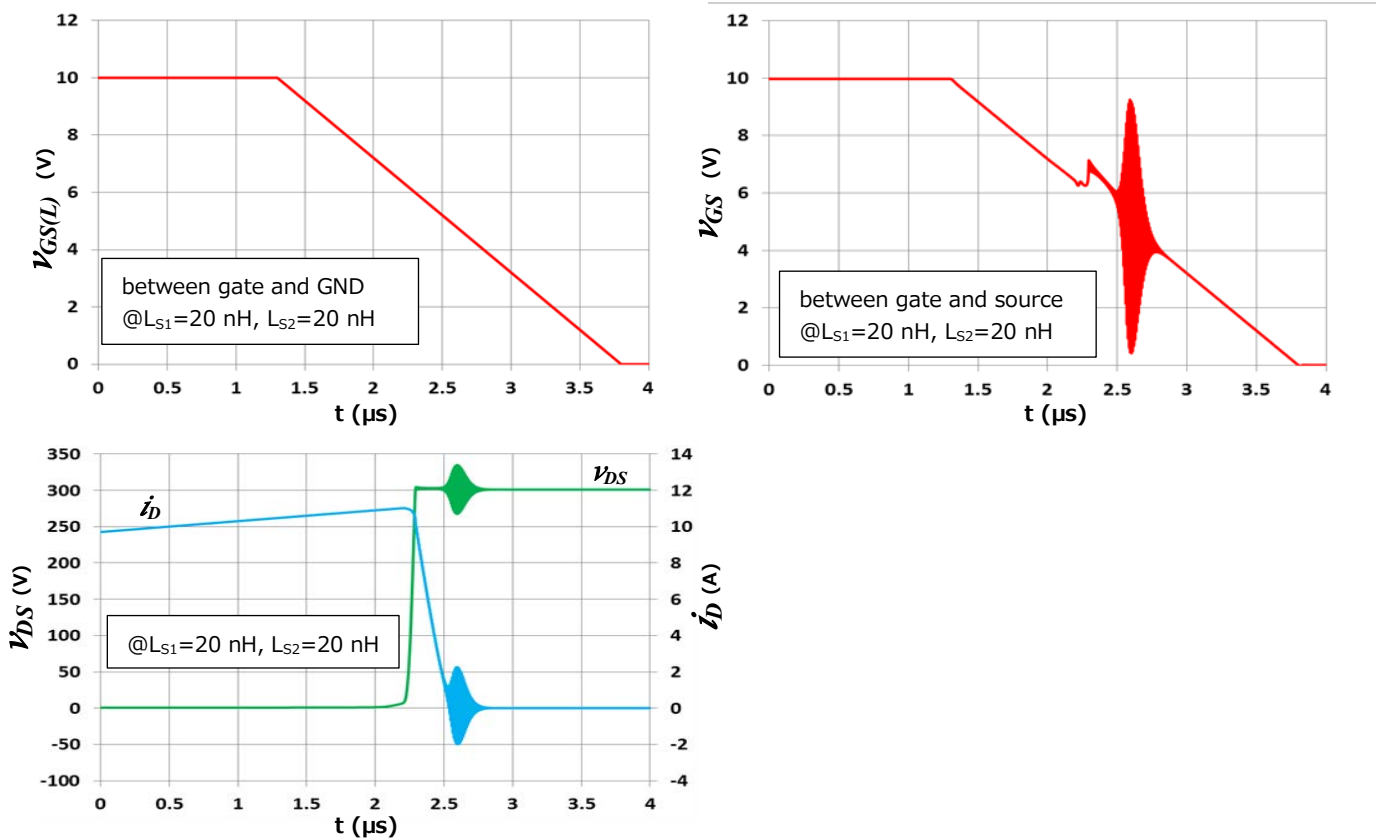 12
10
8
6
4
2
0
0 0.5 1 1.5 2 2.5 3 3.5 4
VGS(L) (V)
t (µs)
between gate and GND
@LS1=20 nH, LS2=20 nH
12
10
8
6
4
2
0
0 0.5 1 1.5 2 2.5 3 3.5 4
VGS (V)
t (µs)
between gate and source
@LS1=20 nH, LS2=20 nH
350
300
250
200
150
100
50
0
-50
-100
14
12
10
8
6
4
2
0
-2
-4
0 0.5 1 1.5 2 2.5 3 3.5 4
VDS (V)
iD (A)
t (µs)
iD
VDS
@LS1=20 nH, LS2=20 nH